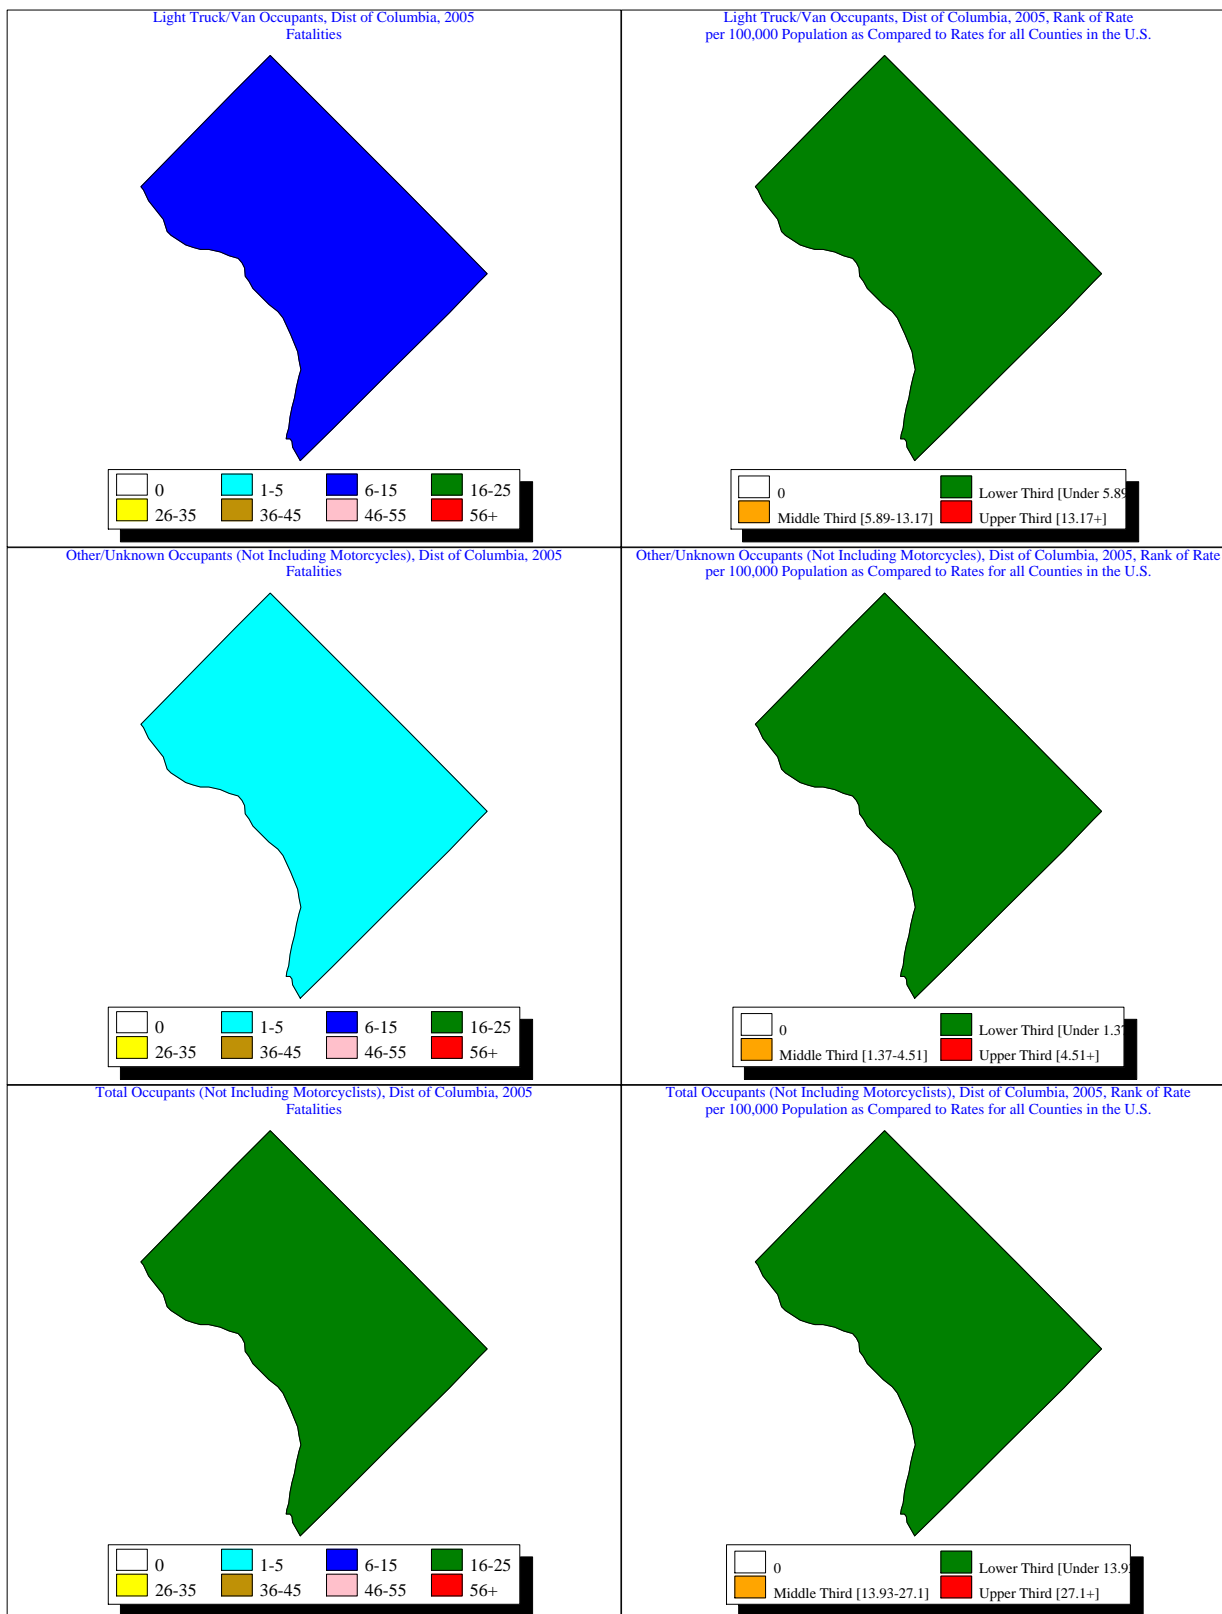 Light Truck/Van Occupants, Dist of Columbia, 2005
Fatalities
0 1-5 6-15 16-25
26-35 36-45 46-55 56+
Light Truck/Van Occupants, Dist of Columbia, 2005, Rank of Rate
per 100,000 Population as Compared to Rates for all Counties in the U.S.
0 Lower Third [Under 5.89
Middle Third [5.89-13.17] Upper Third [13.17+]
Other/Unknown Occupants (Not Including Motorcycles), Dist of Columbia, 2005
Fatalities
0 1-5 6-15 16-25
26-35 36-45 46-55 56+
Other/Unknown Occupants (Not Including Motorcycles), Dist of Columbia, 2005, Rank of Rate
per 100,000 Population as Compared to Rates for all Counties in the U.S.
0 Lower Third [Under 1.37
Middle Third [1.37-4.51] Upper Third [4.51+]
Total Occupants (Not Including Motorcyclists), Dist of Columbia, 2005
Fatalities
0 1-5 6-15 16-25
26-35 36-45 46-55 56+
Total Occupants (Not Including Motorcyclists), Dist of Columbia, 2005, Rank of Rate
per 100,000 Population as Compared to Rates for all Counties in the U.S.
0 Lower Third [Under 13.93
Middle Third [13.93-27.1] Upper Third [27.1+]